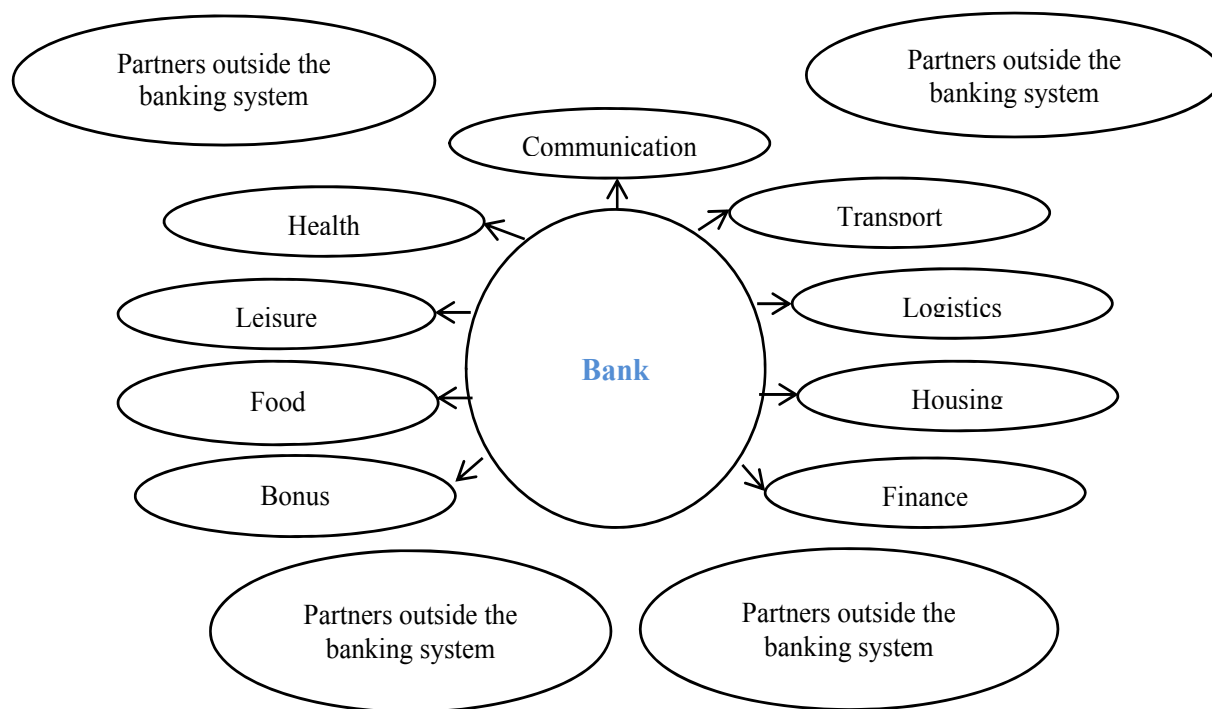 Partners outside the
banking system
Partners outside the
banking system
Communication
Health
Transport
Leisure
Logistics
Bank
Food
Housing
Bonus
Finance
Partners outside the
banking system
Partners outside the
banking system